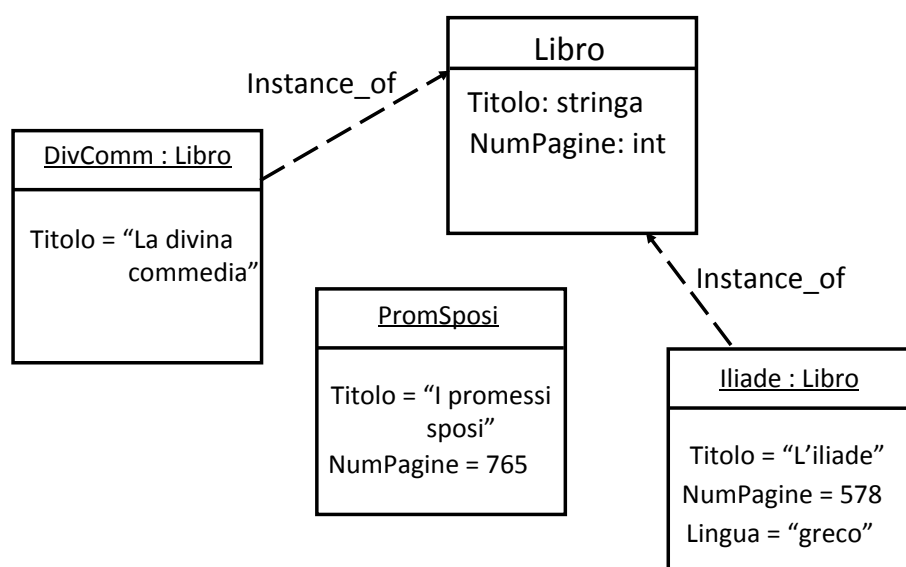 Libro
Titolo: stringa
NumPagine: int
Instance_of
DivComm : Libro
Titolo = “La divina
commedia”
Instance_of
PromSposi
Titolo = “I promessi
sposi”
NumPagine = 765
Iliade : Libro
Titolo = “L’iliade”
NumPagine = 578
Lingua = “greco”